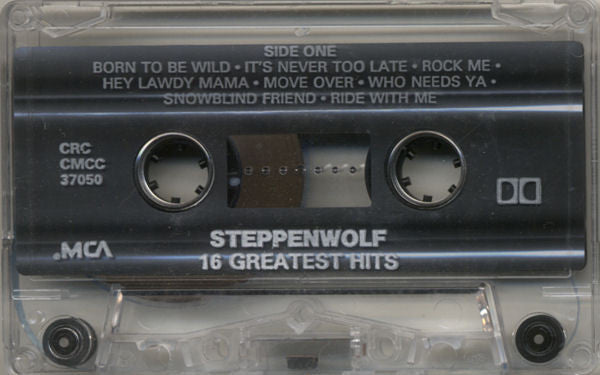 SIDE ONE
BORN TO BE WILD • IT'S NEVER TOO LATE • ROCK ME •
HEY LAWDY MAMA • MOVE OVER • WHO NEEDS YA •
SNOWBLIND FRIEND • RIDE WITH ME
CRC
CMCC
37050
.MCA
STEPPENWOLF
16 GREATEST HITS